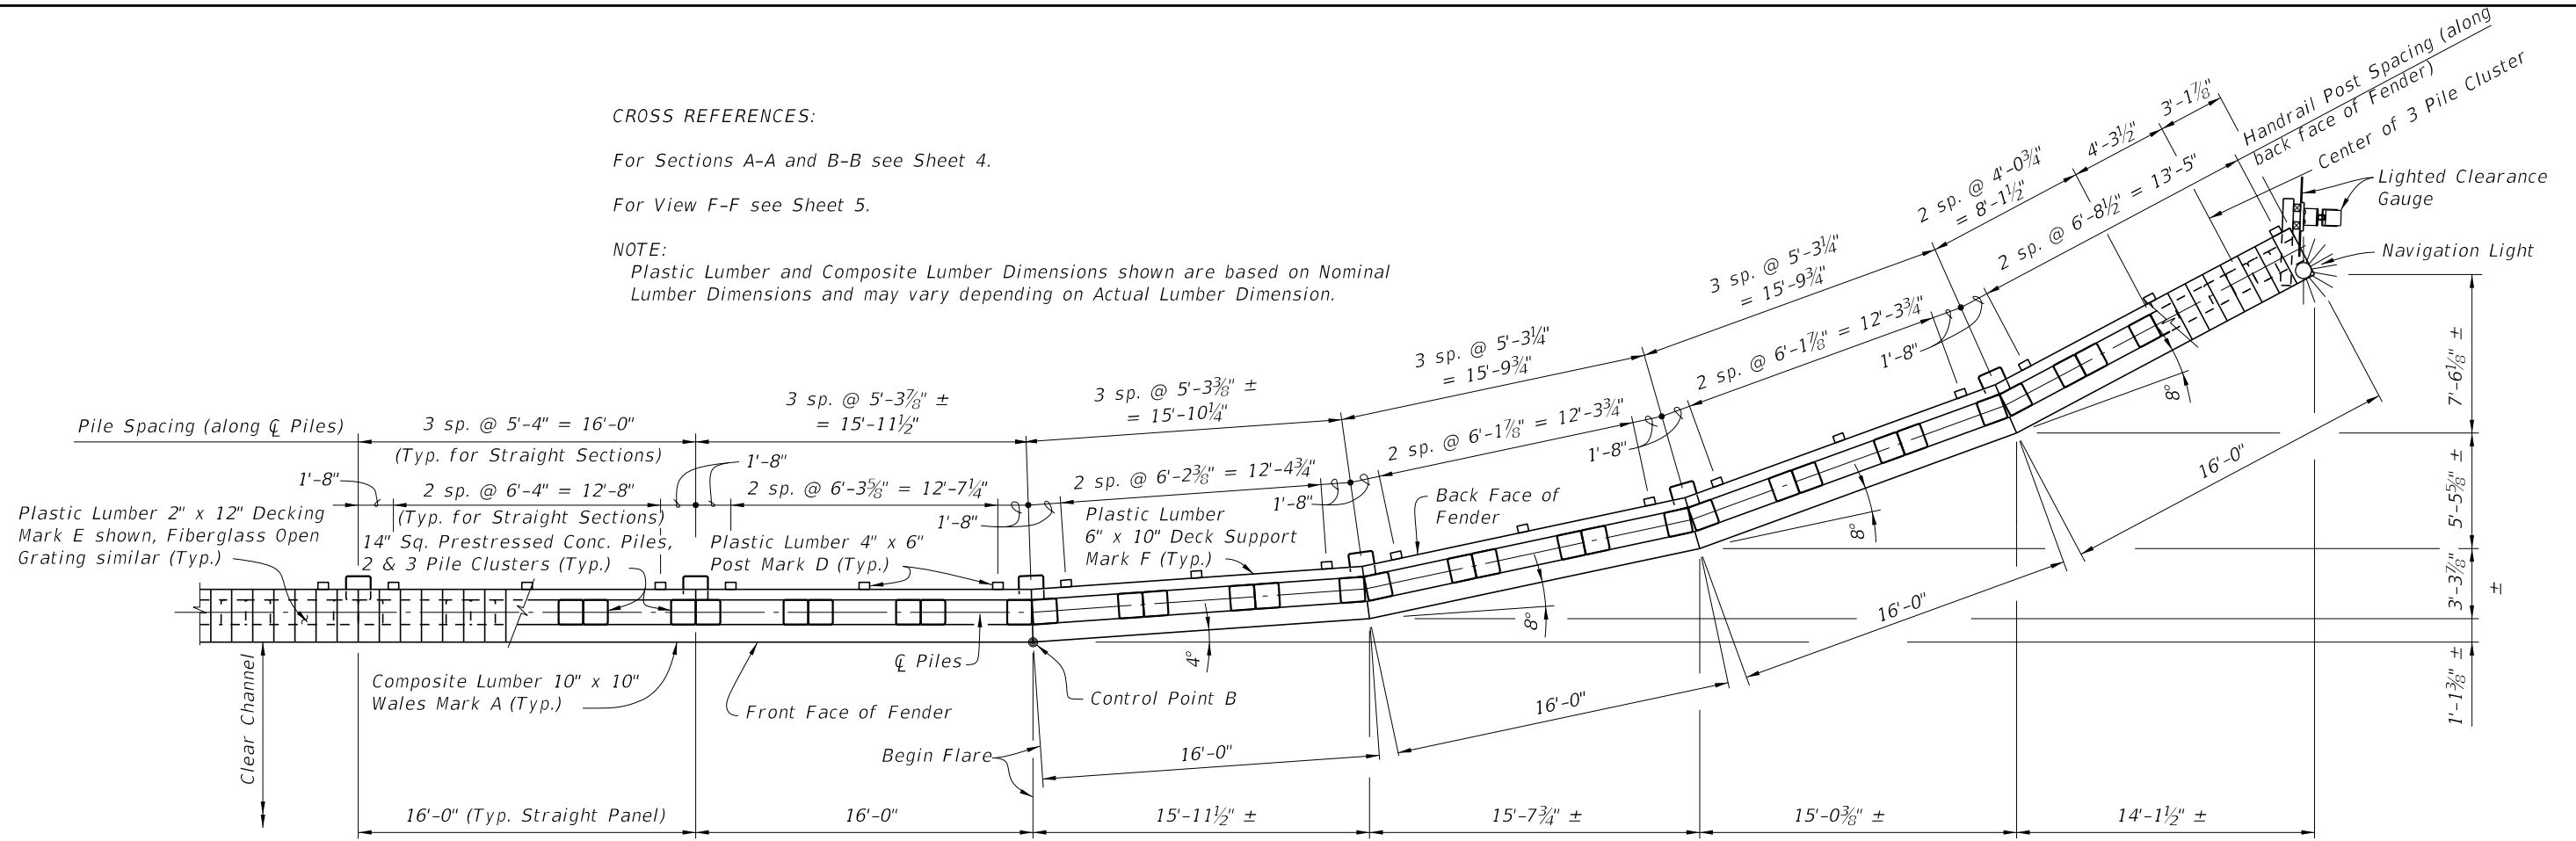 CROSS REFERENCES:
For Sections A-A and B-B see Sheet 4.
For View F-F see Sheet 5.
NOTE:
Plastic Lumber and Composite Lumber Dimensions shown are based on Nominal
Lumber Dimensions and may vary depending on Actual Lumber Dimension.
Handrail Post Spacing (along
back face of Fender)
Center of 3 Pile Cluster
Lighted Clearance
Gauge
Navigation Light
3'-1⅞"
4'-3½"
2 sp. @ 4'-0¾"
= 8'-1½"
2 sp. @ 6'-8½" = 13'-5"
3 sp. @ 5'-3¼"
= 15'-9¾"
2 sp. @ 6'-1⅞" = 12'-3¾"
1'-8"
3 sp. @ 5'-3¼"
= 15'-9¾"
2 sp. @ 6'-1⅞" = 12'-3¾"
1'-8"
3 sp. @ 5'-3⅜" ±
= 15'-10¼"
2 sp. @ 6'-2⅜" = 12'-4¾"
1'-8"
3 sp. @ 5'-3⅞" ±
= 15'-11½"
2 sp. @ 6'-3⅝" = 12'-7¼"
1'-8"
1'-8"
Pile Spacing (along ℄ Piles)
3 sp. @ 5'-4" = 16'-0"
(Typ. for Straight Sections)
1'-8"
2 sp. @ 6'-4" = 12'-8"
(Typ. for Straight Sections)
Plastic Lumber 2" x 12" Decking
Mark E shown, Fiberglass Open
Grating similar (Typ.)
14" Sq. Prestressed Conc. Piles,
2 & 3 Pile Clusters (Typ.)
Plastic Lumber 4" x 6"
Post Mark D (Typ.)
Plastic Lumber
6" x 10" Deck Support
Mark F (Typ.)
Back Face of
Fender
℄ Piles
Clear Channel
Composite Lumber 10" x 10"
Wales Mark A (Typ.)
Front Face of Fender
Control Point B
Begin Flare
4°
8°
8°
8°
16'-0"
16'-0"
16'-0"
16'-0"
7'-6⅛" ±
5'-5⅝" ±
3'-3⅞"
±
1'-1⅜" ±
16'-0" (Typ. Straight Panel)
16'-0"
15'-11½" ±
15'-7¾" ±
15'-0⅜" ±
14'-1½" ±